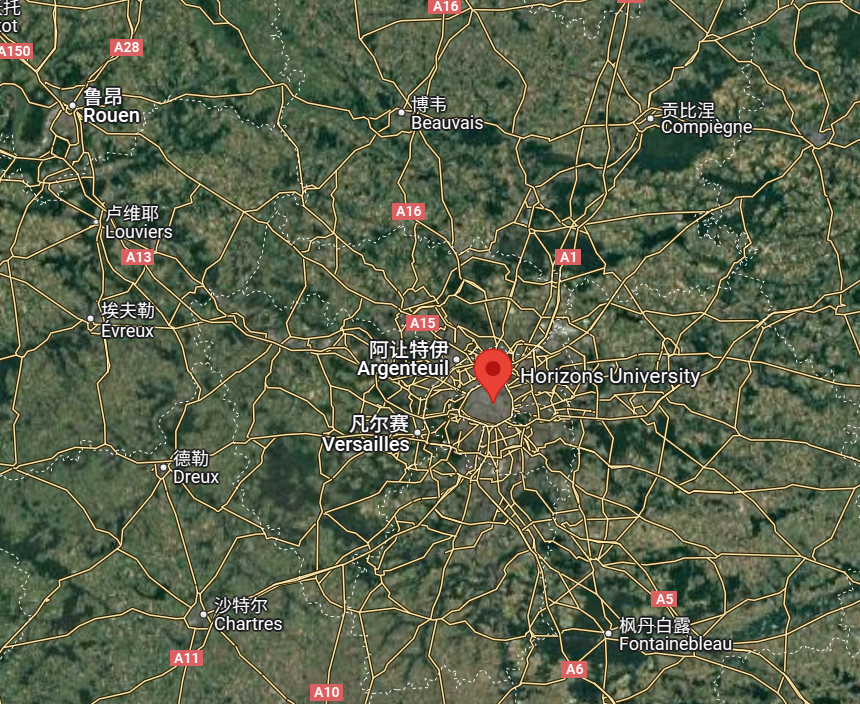 托
tot
A16
A150
A28
鲁昂
Rouen
博韦
Beauvais
贡比涅
Compiègne
卢维耶
Louviers
A16
A13
A1
埃夫勒
Évreux
A15
阿让特伊
Argenteuil
Horizons University
凡尔赛
Versailles
德勒
Dreux
沙特尔
Chartres
A5
枫丹白露
Fontainebleau
A11
A6
A10